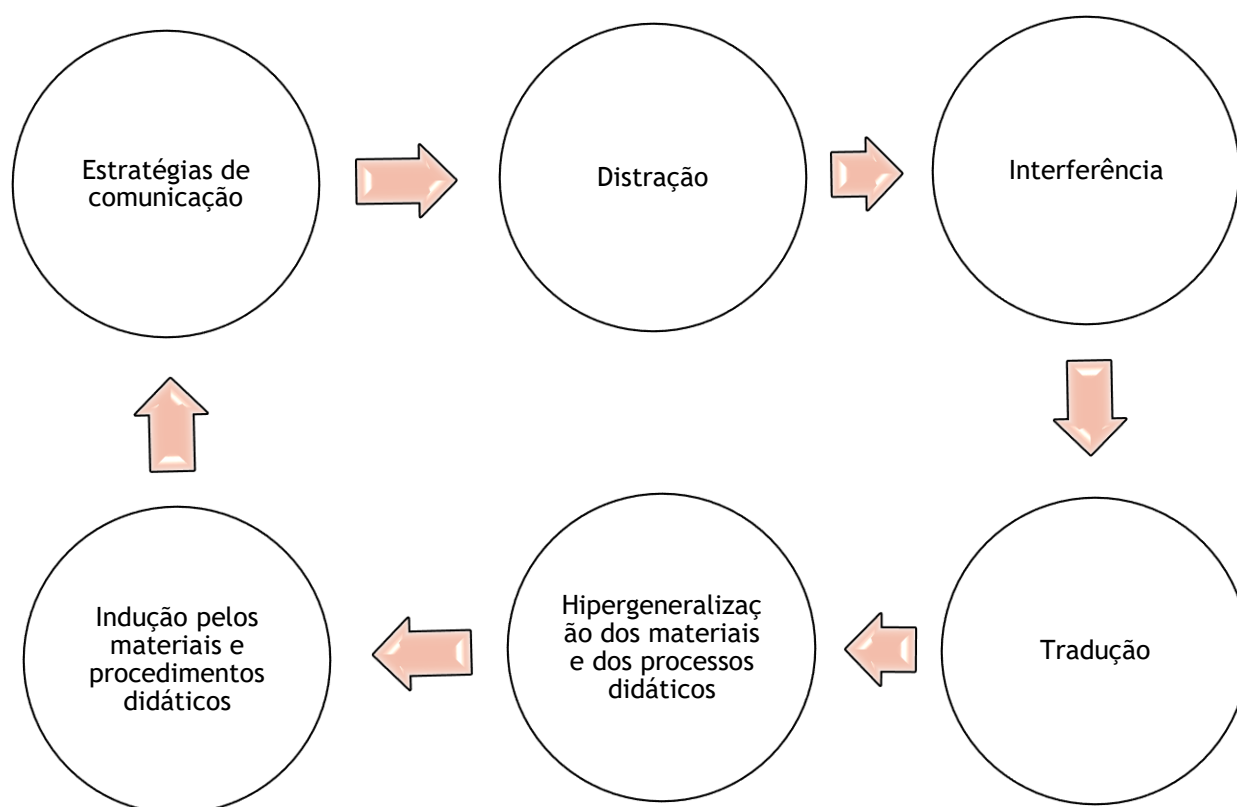 Estratégias de
comunicação
Distração
Interferência
Tradução
Hipergeneralizaç
ão dos materiais
e dos processos
didáticos
Indução pelos
materiais e
procedimentos
didáticos